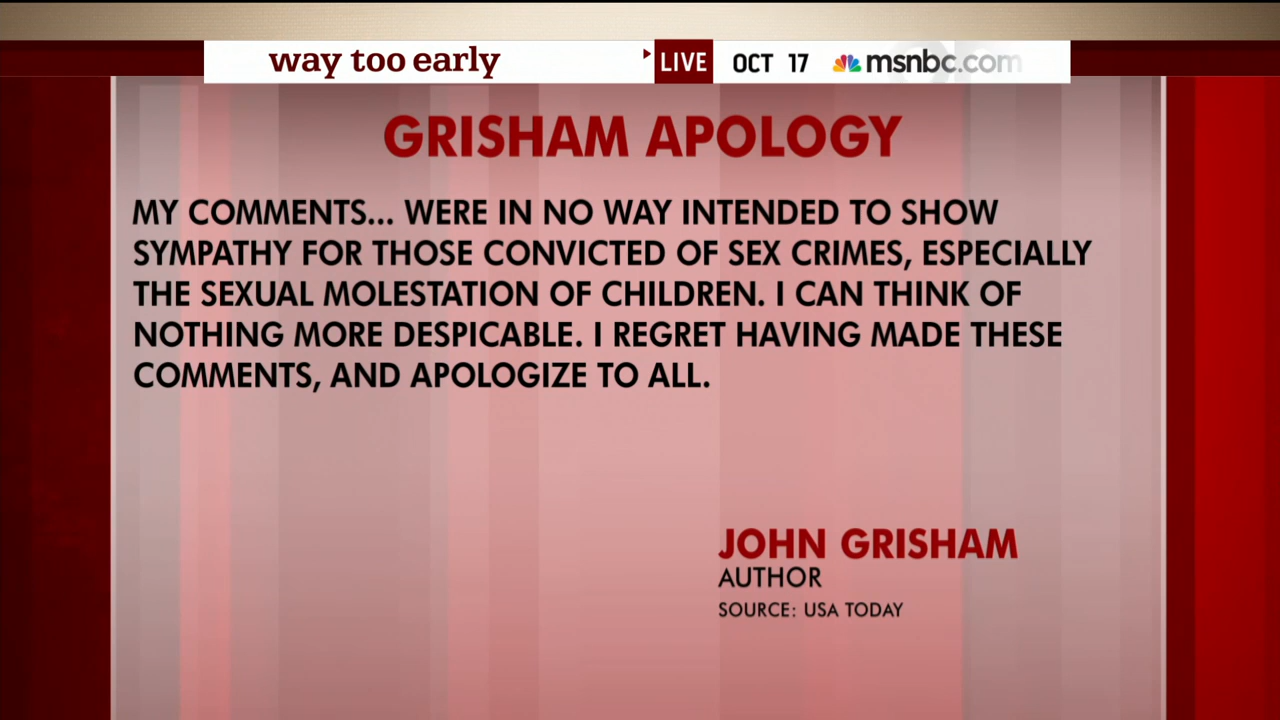 way too early LIVE OCT 17 msnbc.com
GRISHAM APOLOGY
MY COMMENTS... WERE IN NO WAY INTENDED TO SHOW
SYMPATHY FOR THOSE CONVICTED OF SEX CRIMES, ESPECIALLY
THE SEXUAL MOLESTATION OF CHILDREN. I CAN THINK OF
NOTHING MORE DESPICABLE. I REGRET HAVING MADE THESE
COMMENTS, AND APOLOGIZE TO ALL.
JOHN GRISHAM
AUTHOR
SOURCE: USA TODAY